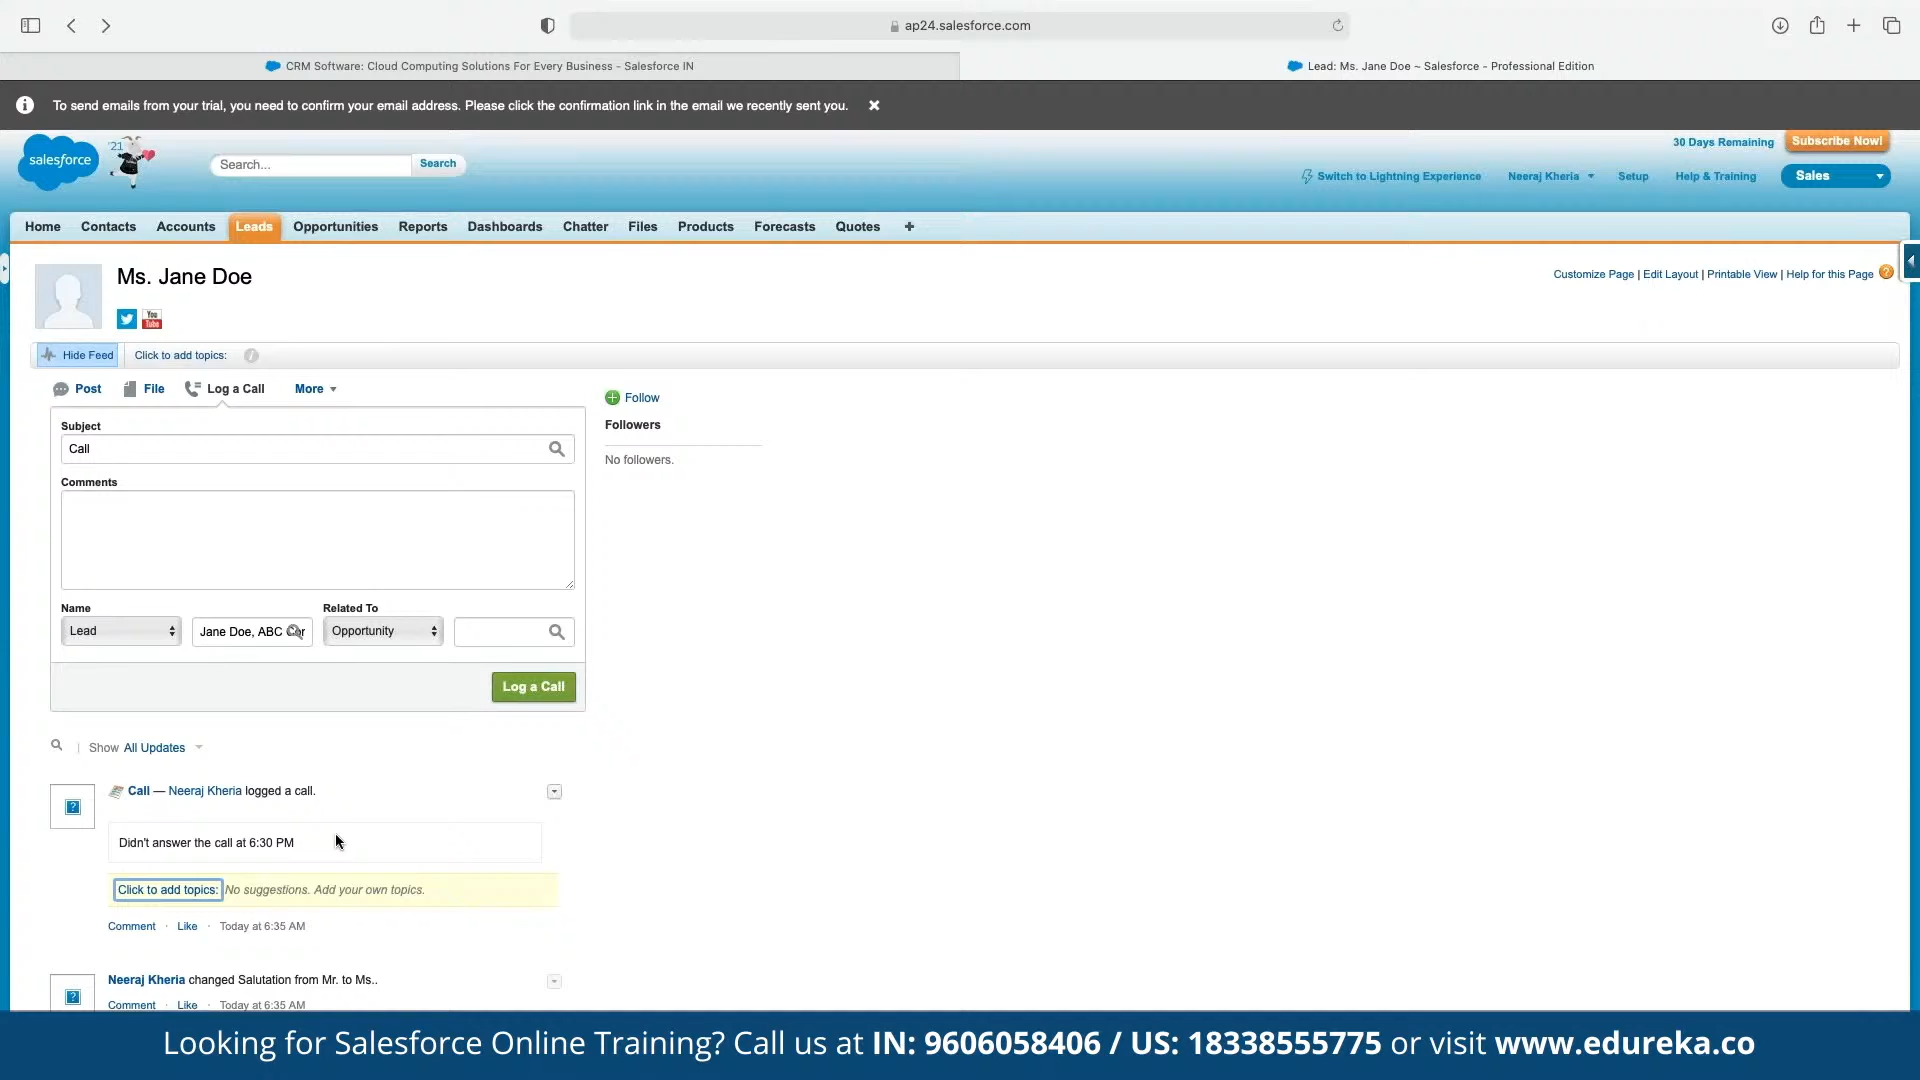 ap24.salesforce.com
CRM Software: Cloud Computing Solutions For Every Business - Salesforce IN
Lead: Ms. Jane Doe ~ Salesforce - Professional Edition
To send emails from your trial, you need to confirm your email address. Please click the confirmation link in the email we recently sent you.
salesforce
'21
Search...
Search
30 Days Remaining
Subscribe Now!
Switch to Lightning Experience
Neeraj Kheria
Setup
Help & Training
Sales
Home Contacts Accounts Leads Opportunities Reports Dashboards Chatter Files Products Forecasts Quotes +
Ms. Jane Doe
Customize Page | Edit Layout | Printable View | Help for this Page ?
You Tube
Hide Feed
Click to add topics:
Post File Log a Call More
Subject
Call
Comments
Name
Related To
Lead
Jane Doe, ABC
Opportunity
Log a Call
Follow
Followers
No followers.
| Show All Updates
Call — Neeraj Kheria logged a call.
Didn't answer the call at 6:30 PM
Click to add topics: No suggestions. Add your own topics.
Comment · Like · Today at 6:35 AM
Neeraj Kheria changed Salutation from Mr. to Ms..
Comment · Like · Today at 6:35 AM
Looking for Salesforce Online Training? Call us at IN: 9606058406 / US: 18338555775 or visit www.edureka.co